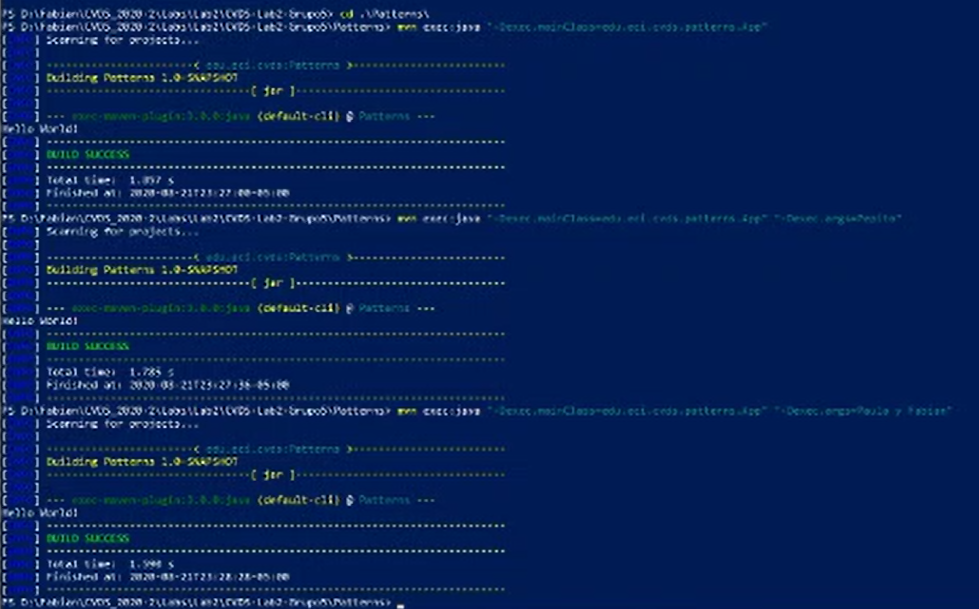 PS D:\Fabian\CVDS_2020-2\Labs\Lab2\CVDS-Lab2-Grupo5> cd .\Patterns\
PS D:\Fabian\CVDS_2020-2\Labs\Lab2\CVDS-Lab2-Grupo5\Patterns> mvn exec:java "-Dexec.mainClass=edu.eci.cvds.patterns.App"
[INFO] Scanning for projects...
[INFO]
[INFO] ----------------------< edu.eci.cvds:Patterns >-----------------------
[INFO] Building Patterns 1.0-SNAPSHOT
[INFO] --------------------------------[ jar ]---------------------------------
[INFO]
[INFO] --- exec-maven-plugin:3.0.0:java (default-cli) @ Patterns ---
Hello World!
[INFO] ------------------------------------------------------------------------
[INFO] BUILD SUCCESS
[INFO] ------------------------------------------------------------------------
[INFO] Total time:
[INFO] Finished at: 2020-08-21T23:27:00-05:00
[INFO] ------------------------------------------------------------------------
PS D:\Fabian\CVDS_2020-2\Labs\Lab2\CVDS-Lab2-Grupo5\Patterns> mvn exec:java "-Dexec.mainClass=edu.eci.cvds.patterns.App" "-Dexec.args=Pepito"
[INFO] Scanning for projects...
[INFO]
[INFO] ----------------------< edu.eci.cvds:Patterns >-----------------------
[INFO] Building Patterns 1.0-SNAPSHOT
[INFO] --------------------------------[ jar ]---------------------------------
[INFO]
[INFO] --- exec-maven-plugin:3.0.0:java (default-cli) @ Patterns ---
Hello World!
[INFO] ------------------------------------------------------------------------
[INFO] BUILD SUCCESS
[INFO] ------------------------------------------------------------------------
[INFO] Total time: 1.785 s
[INFO] Finished at: 2020-08-21T23:27:36-05:00
[INFO] ------------------------------------------------------------------------
PS D:\Fabian\CVDS_2020-2\Labs\Lab2\CVDS-Lab2-Grupo5\Patterns> mvn exec:java "-Dexec.mainClass=edu.eci.cvds.patterns.App" "-Dexec.args=Paula y Fabian"
[INFO] Scanning for projects...
[INFO]
[INFO] ----------------------< edu.eci.cvds:Patterns >-----------------------
[INFO] Building Patterns 1.0-SNAPSHOT
[INFO] --------------------------------[ jar ]---------------------------------
[INFO]
[INFO] --- exec-maven-plugin:3.0.0:java (default-cli) @ Patterns ---
Hello World!
[INFO] ------------------------------------------------------------------------
[INFO] BUILD SUCCESS
[INFO] ------------------------------------------------------------------------
[INFO] Total time:
[INFO] Finished at: 2020-08-21T23:28:28-05:00
[INFO] ------------------------------------------------------------------------
PS D:\Fabian\CVDS_2020-2\Labs\Lab2\CVDS-Lab2-Grupo5\Patterns>